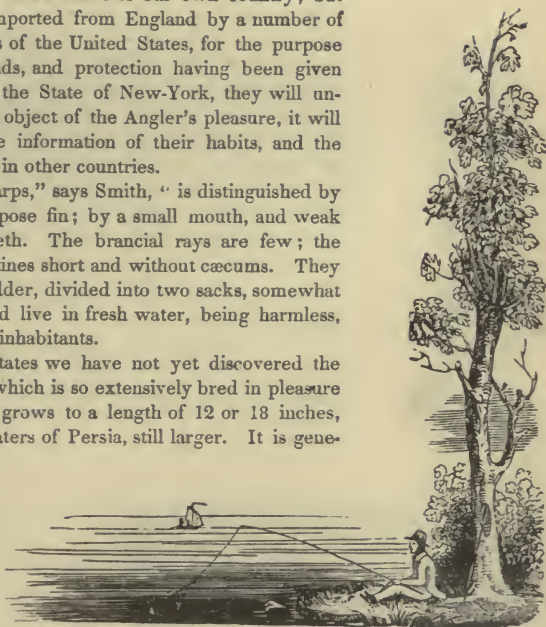 mported from England by a number of
s of the United States, for the purpose
ds, and protection having been given
the State of New-York, they will un-
object of the Angler's pleasure, it will
e information of their habits, and the
in other countries.
arps," says Smith, “ is distinguished by
pose fin; by a small mouth, and weak
eth. The brancial rays are few; the
tines short and without cæcums. They
lder, divided into two sacks, somewhat
d live in fresh water, being harmless,
inhabitants.
tates we have not yet discovered the
which is so extensively bred in pleasure
grows to a length of 12 or 18 inches,
aters of Persia, still larger. It is gene-